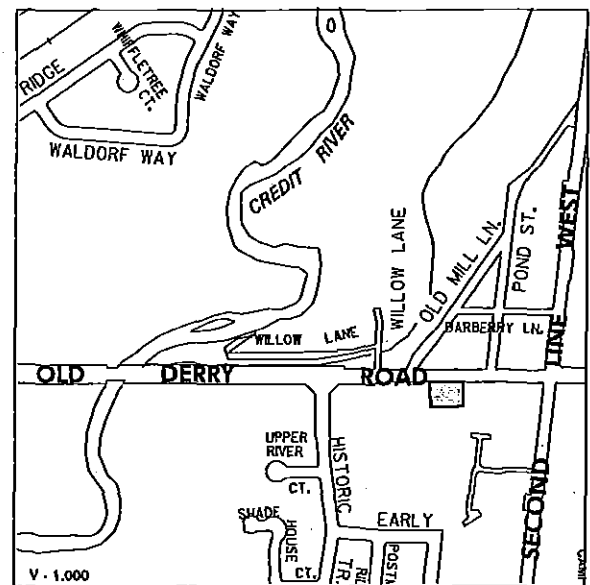 RIDGE
WHIFFLETREE
CT.
WALDORF WAY
WALDORF WAY
CREDIT RIVER
WILLOW LANE
OLD MILL LN.
POND ST.
WEST
WILLOW LANE
BARBERRY LN.
LINE
OLD DERRY ROAD
UPPER
RIVER
CT.
HISTORIC
SHADE
HOUSE
CT.
EARLY
TR
SECOND
V - 1.000